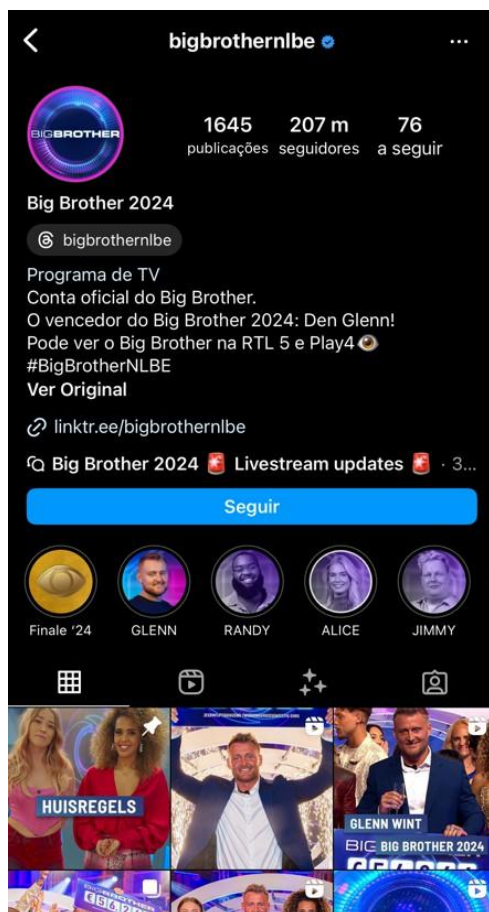 bigbrothernlbe
BIGBROTHER
1645 207 m 76
publicações seguidores a seguir
Big Brother 2024
bigbrothernlbe
Programa de TV
Conta oficial do Big Brother.
O vencedor do Big Brother 2024: Den Glenn!
Pode ver o Big Brother na RTL 5 e Play4👁️
#BigBrotherNLBE
Ver Original
linktr.ee/bigbrothernlbe
Big Brother 2024 🚨 Livestream updates 🚨 · 3...
Seguir
Finale ‘24 GLENN RANDY ALICE JIMMY
HUISREGELS
GLENN WINT
BIG BROTHER 2024